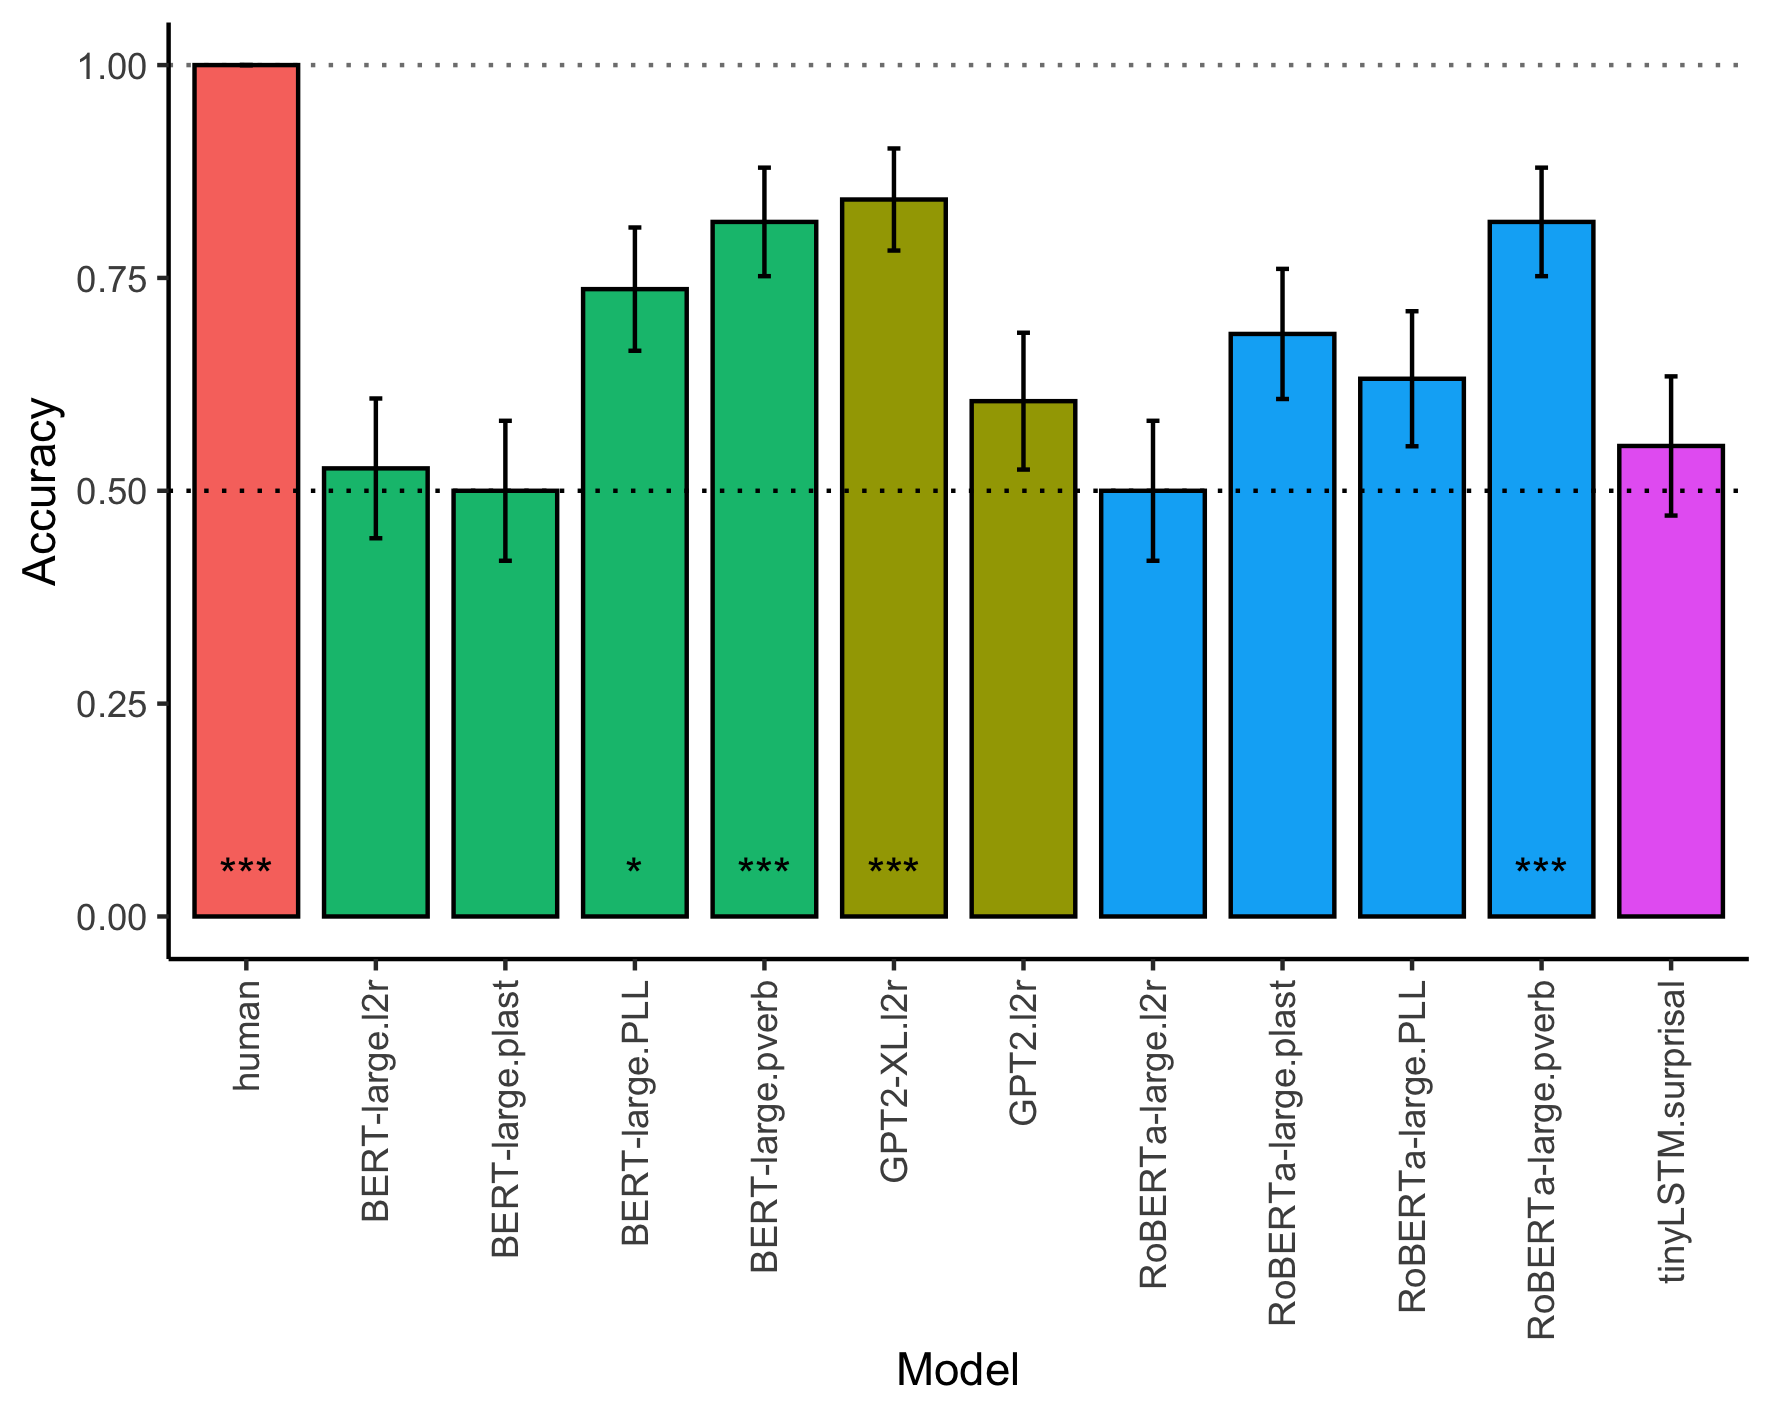 1.00
0.75
0.50
0.25
0.00
Accuracy
***
*
***
***
***
human
BERT-large.l2r
BERT-large.plast
BERT-large.PLL
BERT-large.pverb
GPT2-XL.l2r
GPT2.l2r
RoBERTa-large.l2r
RoBERTa-large.plast
RoBERTa-large.PLL
RoBERTa-large.pverb
tinyLSTM.surprisal
Model